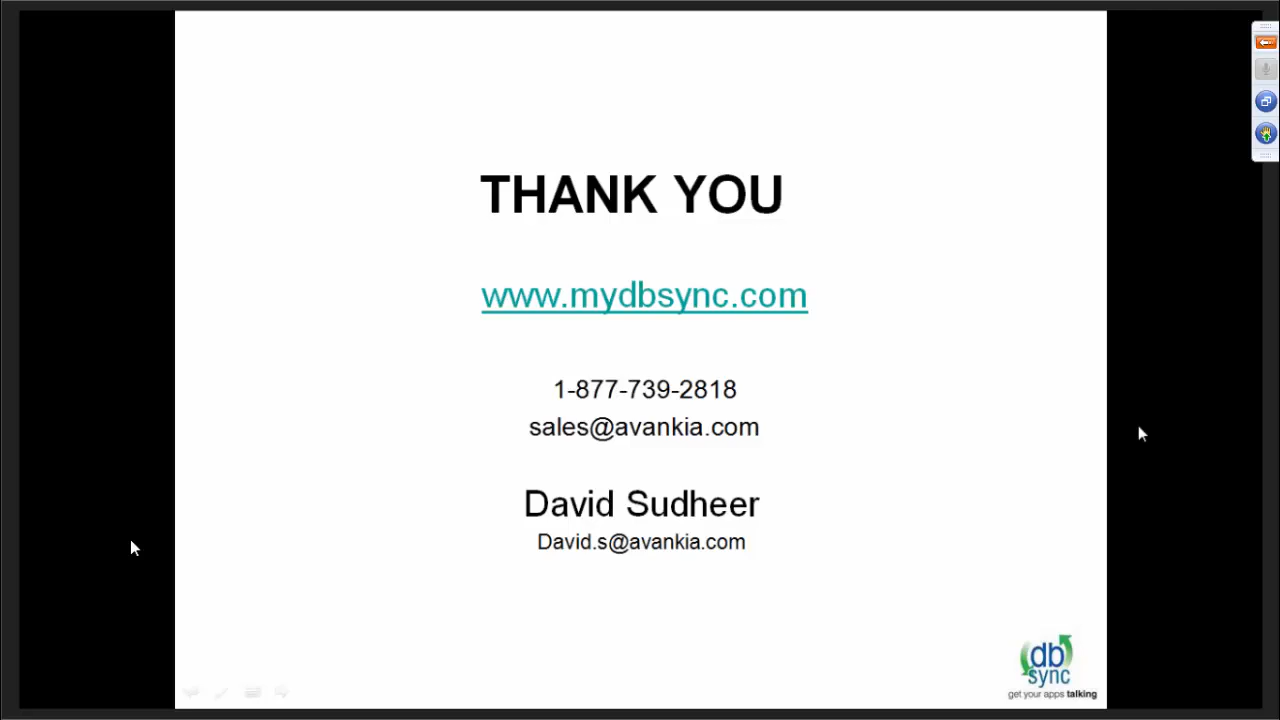 THANK YOU
www.mydbsync.com
1-877-739-2818
sales@avankia.com
David Sudheer
David.s@avankia.com
db
sync
get your apps talking